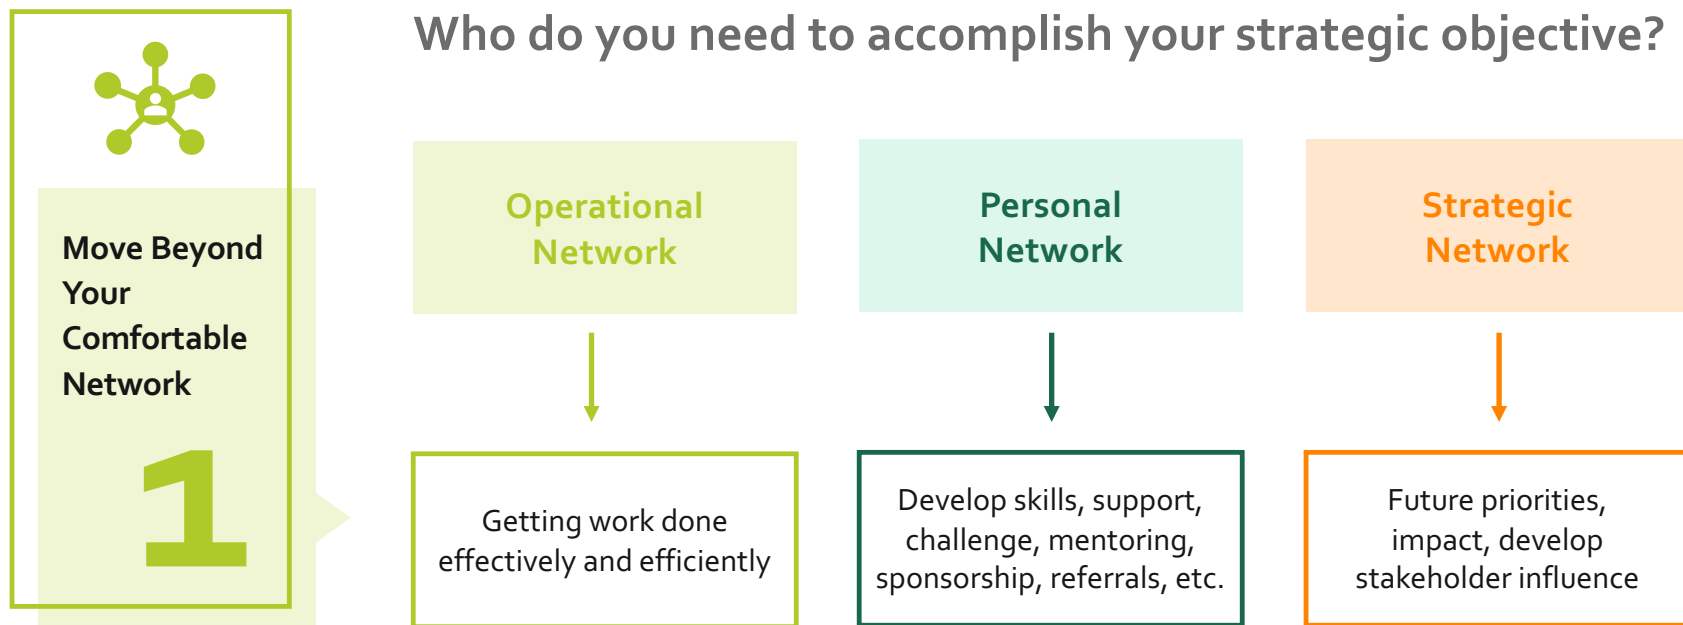 Who do you need to accomplish your strategic objective?
Move Beyond
Your
Comfortable
Network
1
Operational
Network
Getting work done
effectively and efficiently
Personal
Network
Develop skills, support,
challenge, mentoring,
sponsorship, referrals, etc.
Strategic
Network
Future priorities,
impact, develop
stakeholder influence